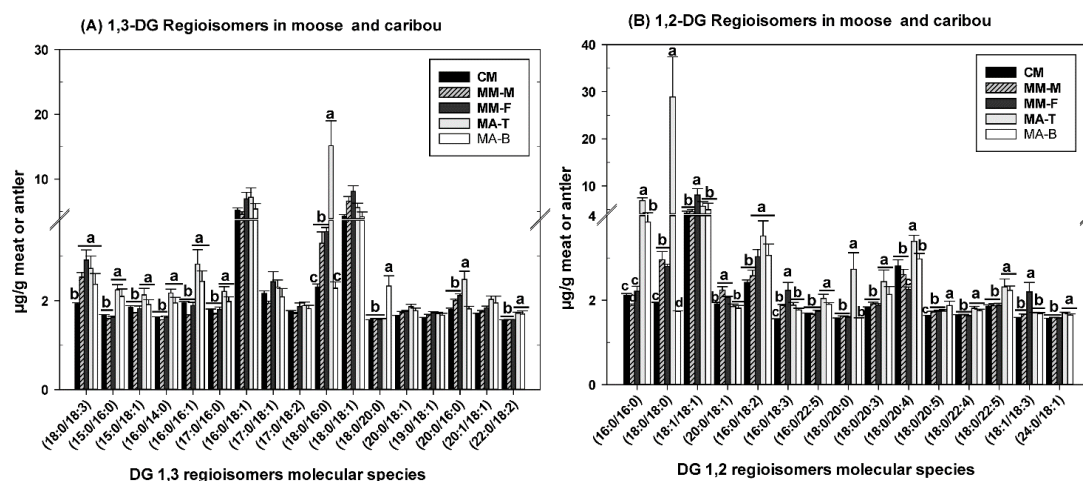 (A) 1,3-DG Regioisomers in moose and caribou
30
20
10
2
0
µg/g meat or antler
CM
MM-M
MM-F
MA-T
MA-B
b a
b a b
b a
b a
b a b a
b a
c b a c
b a
b a
b a
(18:0/18:3)
(15:0/16:0)
(15:0/18:1)
(16:0/14:0)
(16:0/16:1)
(17:0/16:0)
(16:0/18:1)
(17:0/18:1)
(17:0/18:2)
(18:0/16:0)
(18:0/18:1)
(18:0/20:0)
(20:0/18:1)
(19:0/18:1)
(20:0/16:0)
(20:1/18:1)
(22:0/18:2)
DG 1,3 regioisomers molecular species
(B) 1,2-DG Regioisomers in moose and caribou
40
30
20
10
4
2
0
µg/g meat or antler
CM
MM-M
MM-F
MA-T
MA-B
c c b a b
c b a d
b a b
b a b
c b a
c b a b
b a b
b a
b a
b a b
c b a
b a
b a
b a b
b a
(16:0/16:0)
(18:0/18:0)
(18:1/18:1)
(20:0/18:1)
(16:0/18:2)
(16:0/18:3)
(16:0/22:5)
(18:0/20:0)
(18:0/20:3)
(18:0/20:4)
(18:0/20:5)
(18:0/22:4)
(18:0/22:5)
(18:1/18:3)
(24:0/18:1)
DG 1,2 regioisomers molecular species